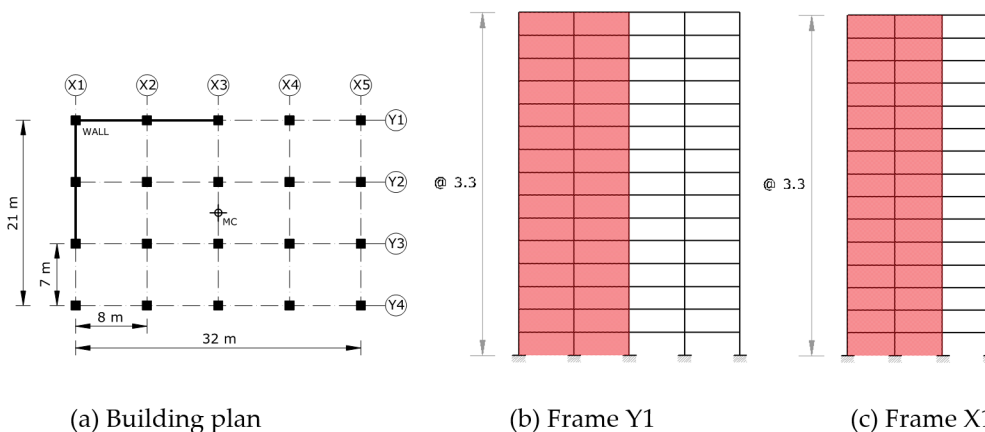 X1 X2 X3 X4 X5
WALL
Y1
Y2
MC
Y3
Y4
21 m
7 m
8 m
32 m
@ 3.3
@ 3.3
(a) Building plan
(b) Frame Y1
(c) Frame X1